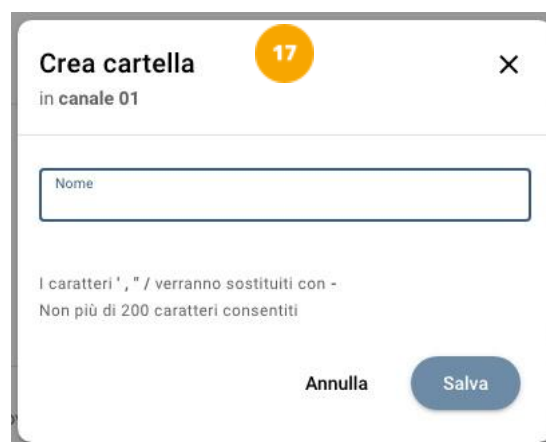 Crea cartella
17
in canale 01
Nome
I caratteri ' , " / verranno sostituiti con -
Non più di 200 caratteri consentiti
Annulla
Salva